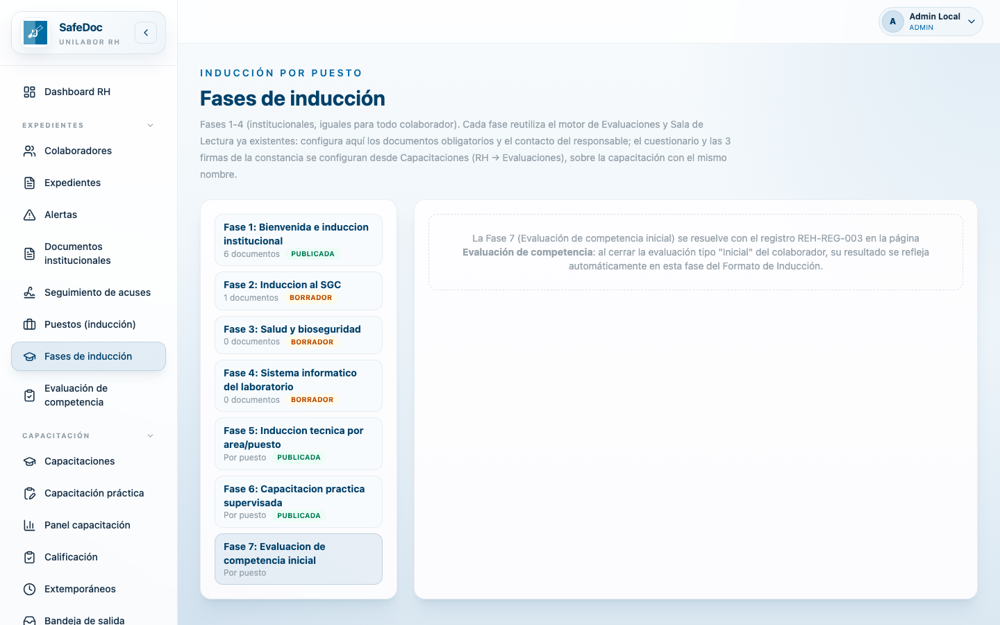 SafeDoc
UNILABOR RH
Dashboard RH
EXPEDIENTES
Colaboradores
Expedientes
Alertas
Documentos
institucionales
Seguimiento de acuses
Puestos (inducción)
Fases de inducción
Evaluación de
competencia
CAPACITACIÓN
Capacitaciones
Capacitación práctica
Panel capacitación
Calificación
Extemporáneos
Bandeja de salida
A
Admin Local
ADMIN
INDUCCIÓN POR PUESTO
Fases de inducción
Fases 1-4 (institucionales, iguales para todo colaborador). Cada fase reutiliza el motor de Evaluaciones y Sala de
Lectura ya existentes: configura aquí los documentos obligatorios y el contacto del responsable; el cuestionario y las 3
firmas de la constancia se configuran desde Capacitaciones (RH → Evaluaciones), sobre la capacitación con el mismo
nombre.
Fase 1: Bienvenida e induccion
institucional
6 documentos PUBLICADA
Fase 2: Induccion al SGC
1 documentos BORRADOR
Fase 3: Salud y bioseguridad
0 documentos BORRADOR
Fase 4: Sistema informatico
del laboratorio
0 documentos BORRADOR
Fase 5: Induccion tecnica por
area/puesto
Por puesto PUBLICADA
Fase 6: Capacitacion practica
supervisada
Por puesto PUBLICADA
Fase 7: Evaluacion de
competencia inicial
Por puesto
La Fase 7 (Evaluación de competencia inicial) se resuelve con el registro REH-REG-003 en la página
Evaluación de competencia: al cerrar la evaluación tipo "Inicial" del colaborador, su resultado se refleja
automáticamente en esta fase del Formato de Inducción.